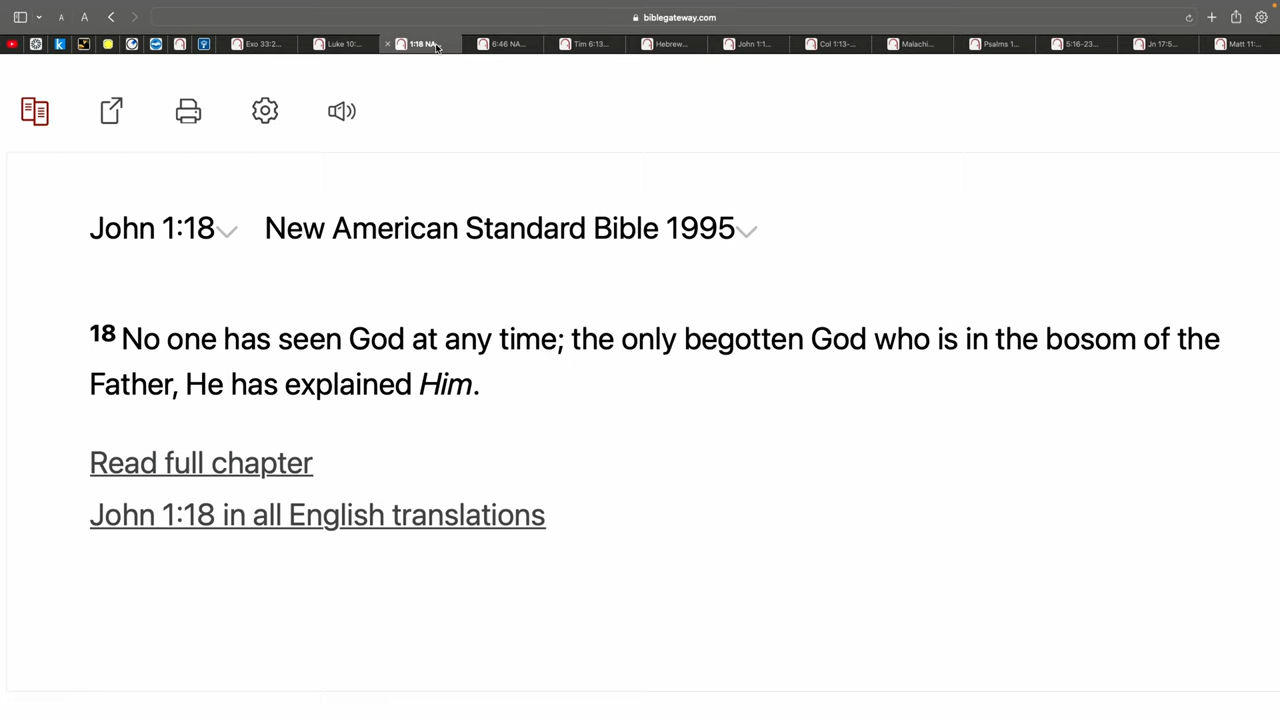 A A biblegateway.com
Exo 33:2... Luke 10:... 1:18 NA... 6:46 NA... Tim 6:13... Hebrew... John 1:1... Col 1:13-... Malachi... Psalms 1... 5:16-23... Jn 17:5... Matt 11:...
John 1:18 New American Standard Bible 1995
18 No one has seen God at any time; the only begotten God who is in the bosom of the
Father, He has explained Him.
Read full chapter
John 1:18 in all English translations